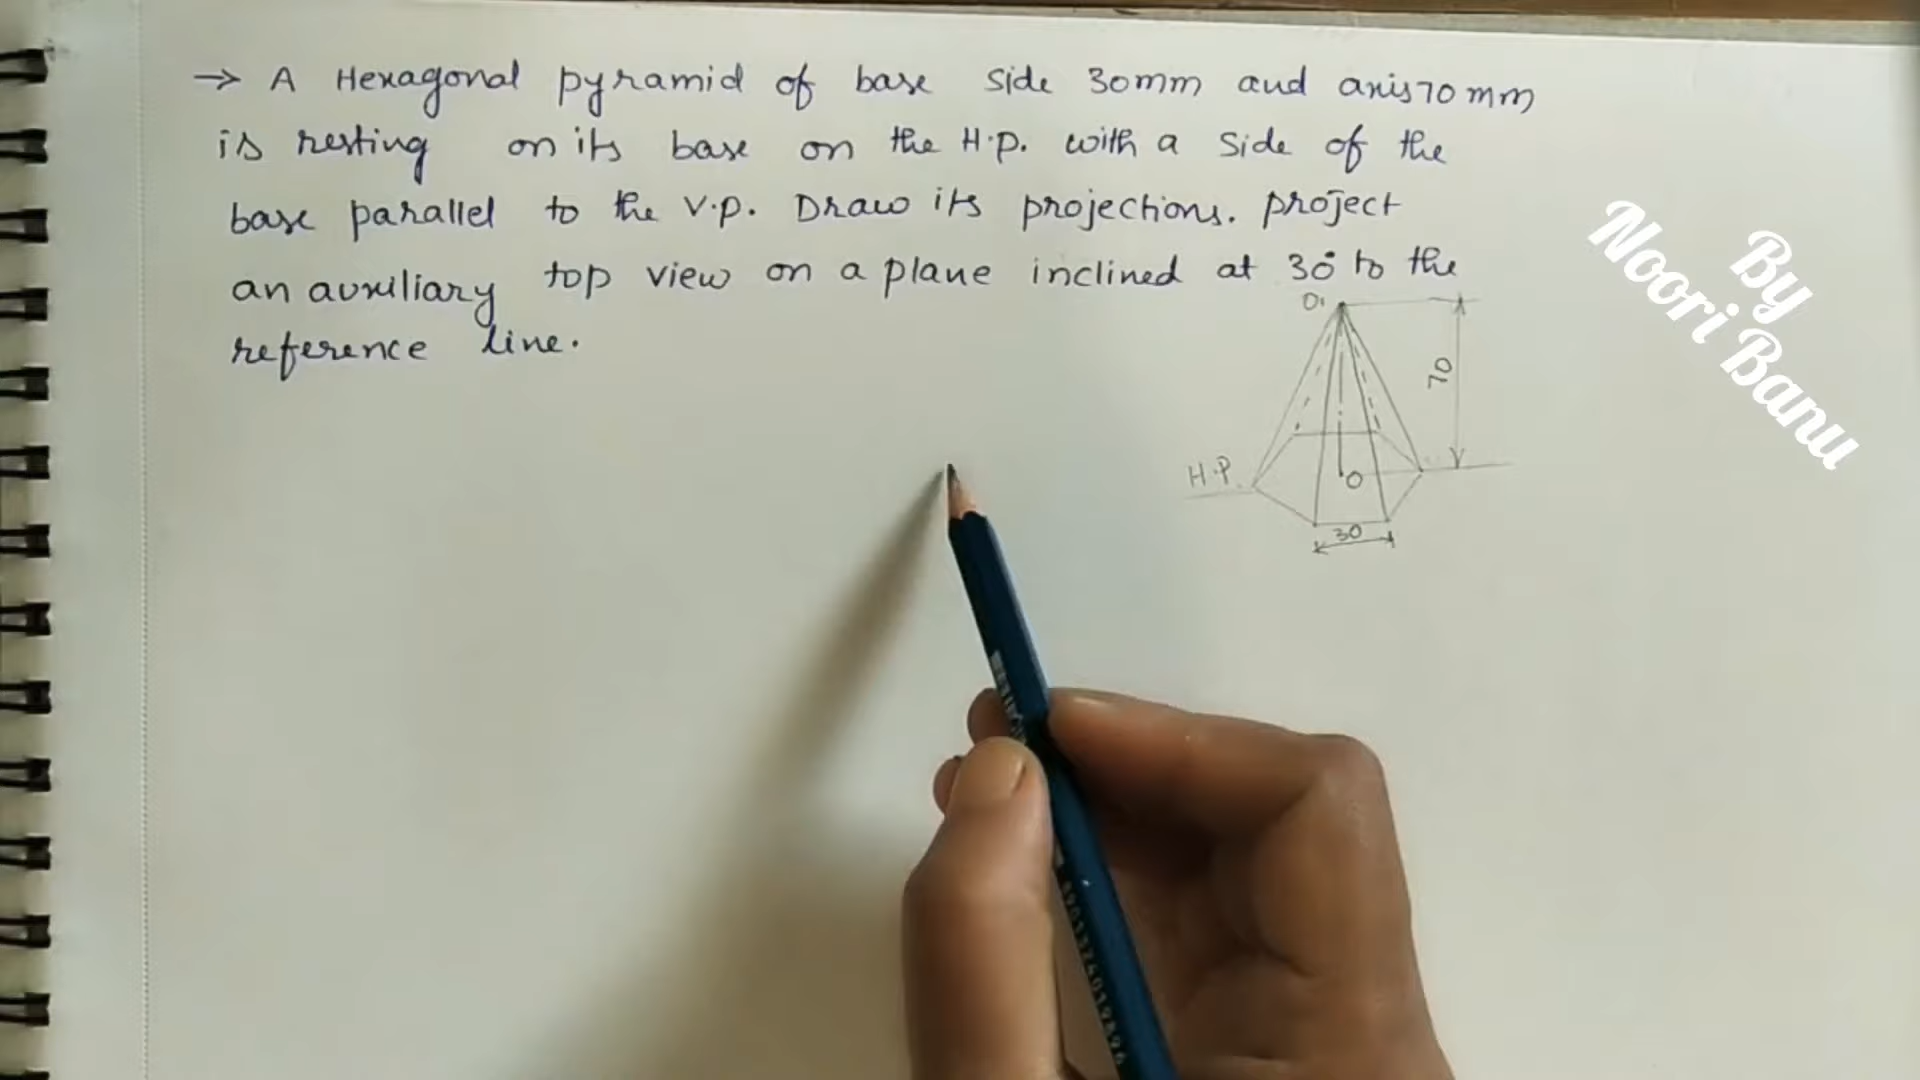 → A Hexagonal pyramid of base side 30mm and axis 70 mm
is resting on its base on the H.P. with a side of the
base parallel to the V.P. Draw its projections. project
an auxiliary top view on a plane inclined at 30° to the
reference line.
O1
70
H.P.
O
30
By
Noori Banu